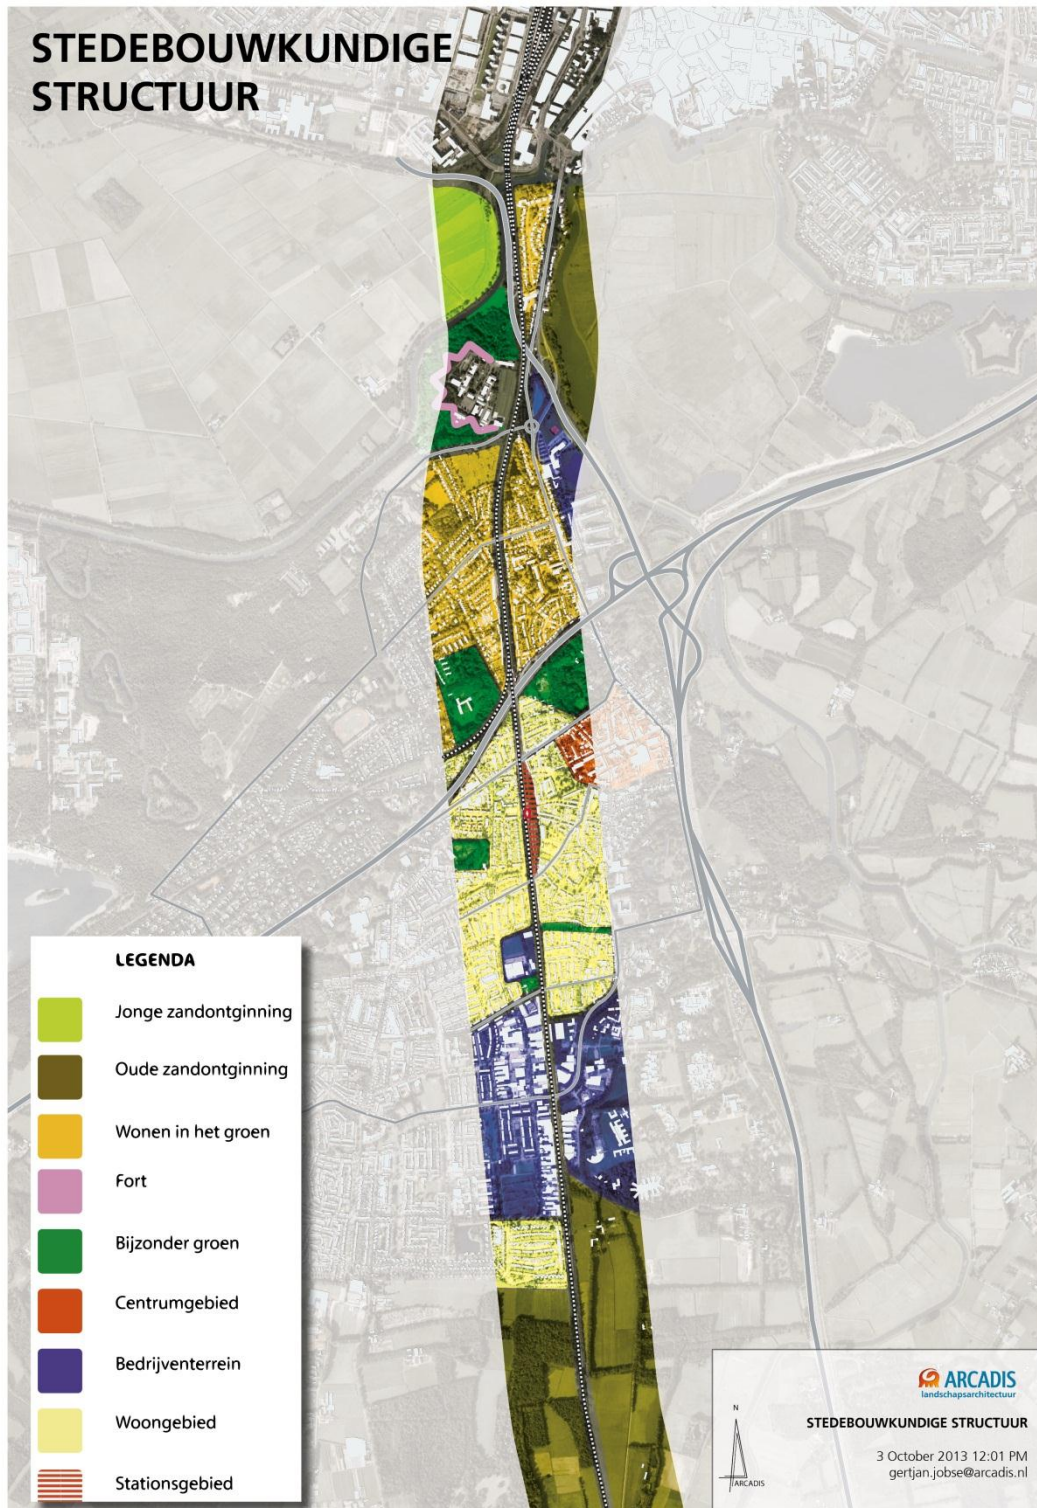 STEDEBOUWKUNDIGE
STRUCTUUR
LEGENDA
Jonge zandontginning
Oude zandontginning
Wonen in het groen
Fort
Bijzonder groen
Centrumgebied
Bedrijventerrein
Woongebied
Stationsgebied
N
ARCADIS
ARCADIS
landschapsarchitectuur
STEDEBOUWKUNDIGE STRUCTUUR
3 October 2013 12:01 PM
gertjan.jobse@arcadis.nl